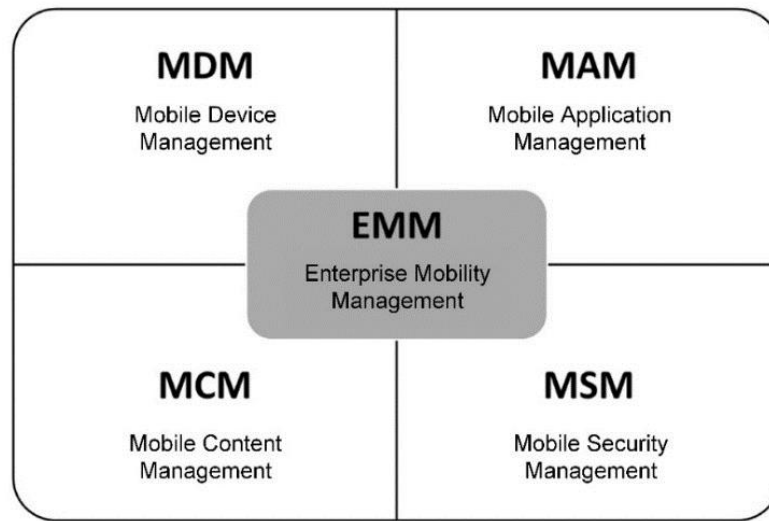 MDM
Mobile Device
Management
MAM
Mobile Application
Management
EMM
Enterprise Mobility
Management
MCM
Mobile Content
Management
MSM
Mobile Security
Management